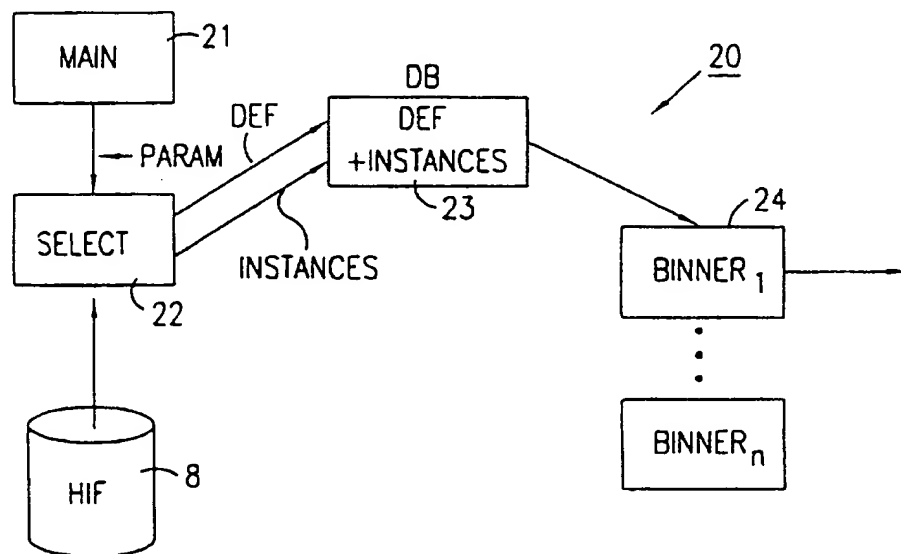 MAIN
21
PARAM
SELECT
22
HIF
8
DEF
INSTANCES
DB
DEF
+INSTANCES
23
20
24
BINNER1
BINNERn